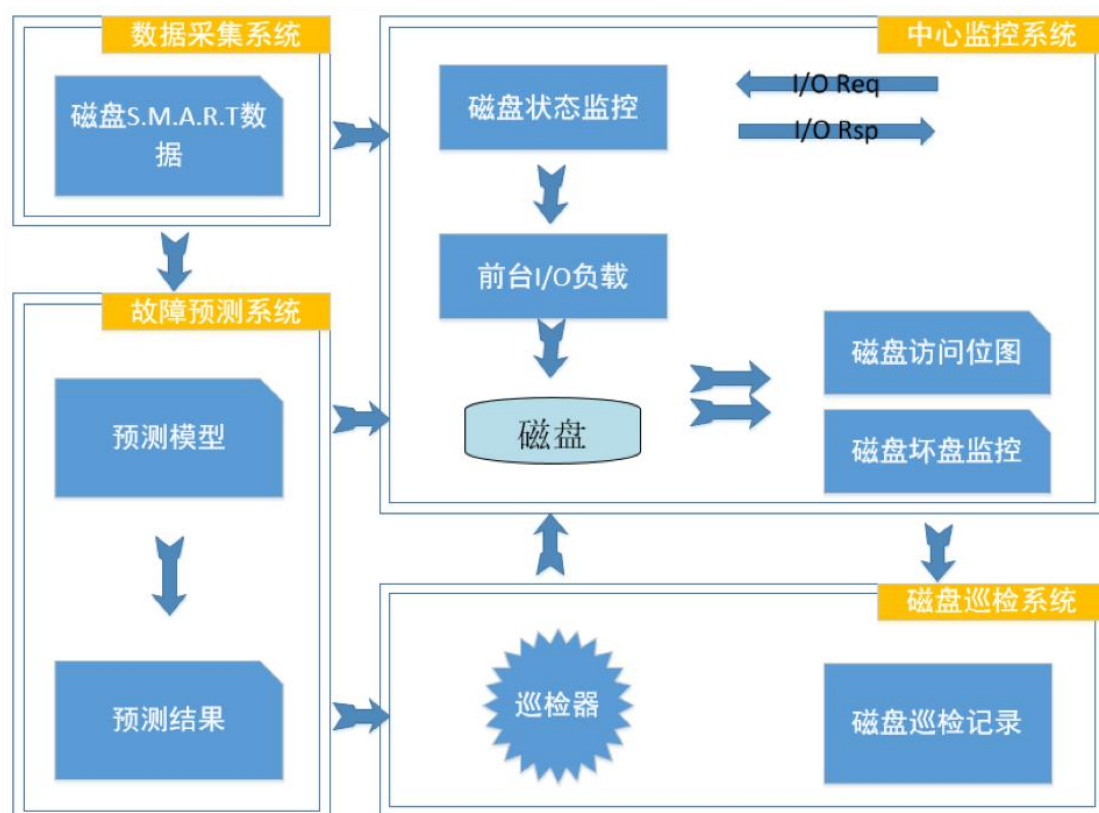 数据采集系统
磁盘S.M.A.R.T数
据
中心监控系统
磁盘状态监控
I/O Req
I/O Rsp
前台I/O负载
磁盘
磁盘访问位图
磁盘坏盘监控
故障预测系统
预测模型
预测结果
磁盘巡检系统
巡检器
磁盘巡检记录